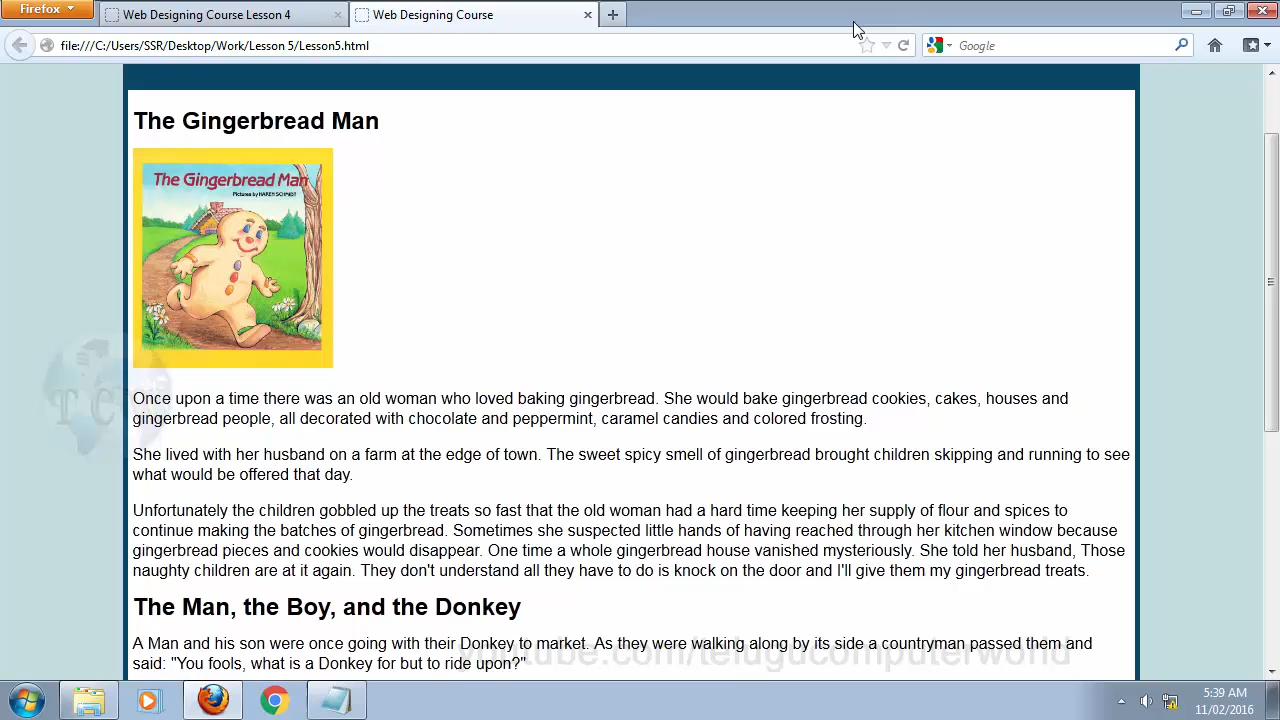 Firefox
Web Designing Course Lesson 4
Web Designing Course
file:///C:/Users/SSR/Desktop/Work/Lesson 5/Lesson5.html
Google
The Gingerbread Man
The Gingerbread Man
Pictures by KAREN SCHMIDT
Once upon a time there was an old woman who loved baking gingerbread. She would bake gingerbread cookies, cakes, houses and
gingerbread people, all decorated with chocolate and peppermint, caramel candies and colored frosting.
She lived with her husband on a farm at the edge of town. The sweet spicy smell of gingerbread brought children skipping and running to see
what would be offered that day.
Unfortunately the children gobbled up the treats so fast that the old woman had a hard time keeping her supply of flour and spices to
continue making the batches of gingerbread. Sometimes she suspected little hands of having reached through her kitchen window because
gingerbread pieces and cookies would disappear. One time a whole gingerbread house vanished mysteriously. She told her husband, Those
naughty children are at it again. They don't understand all they have to do is knock on the door and I'll give them my gingerbread treats.
The Man, the Boy, and the Donkey
A Man and his son were once going with their Donkey to market. As they were walking along by its side a countryman passed them and
said: "You fools, what is a Donkey for but to ride upon?"
youtube.com/telugucomputerworld
5:39 AM
11/02/2016